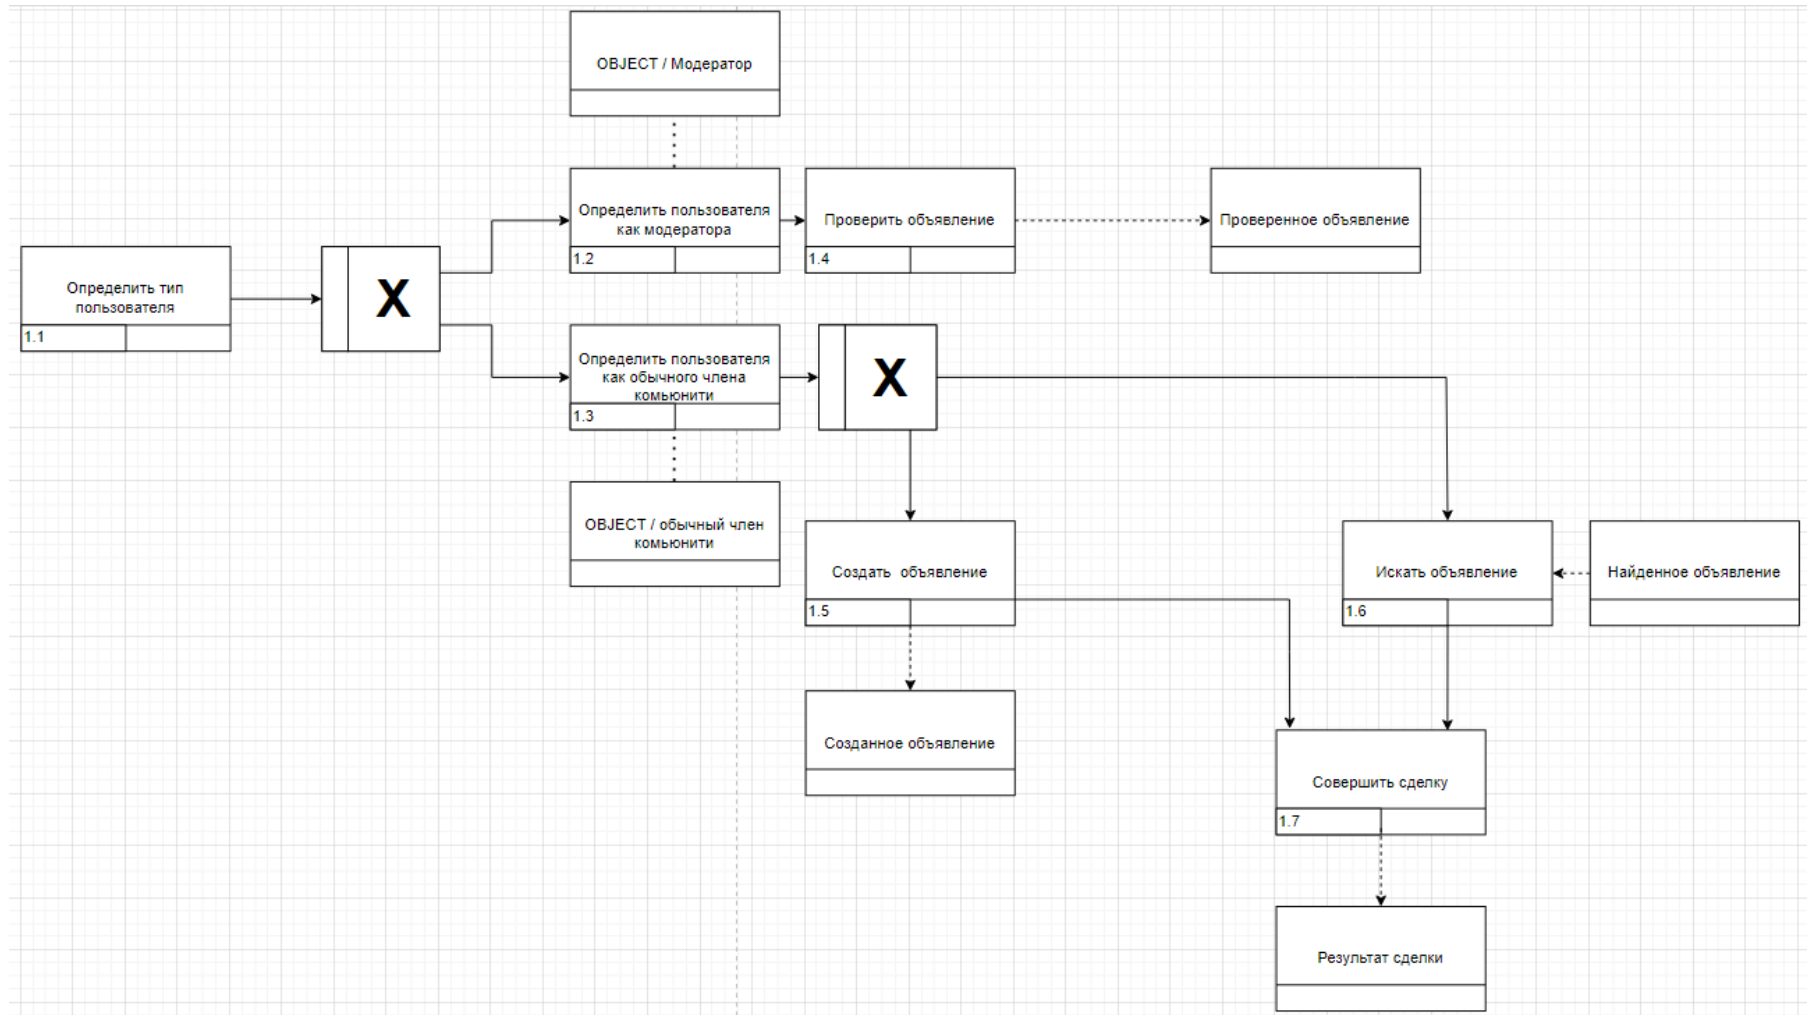 OBJECT / Модератор
Определить пользователя
как модератора
1.2
Проверить объявление
1.4
Проверенное объявление
Определить тип
пользователя
1.1
X
Определить пользователя
как обычного члена
комьюнити
1.3
X
OBJECT / обычный член
комьюнити
Создать объявление
1.5
Искать объявление
1.6
Найденное объявление
Созданное объявление
Совершить сделку
1.7
Результат сделки